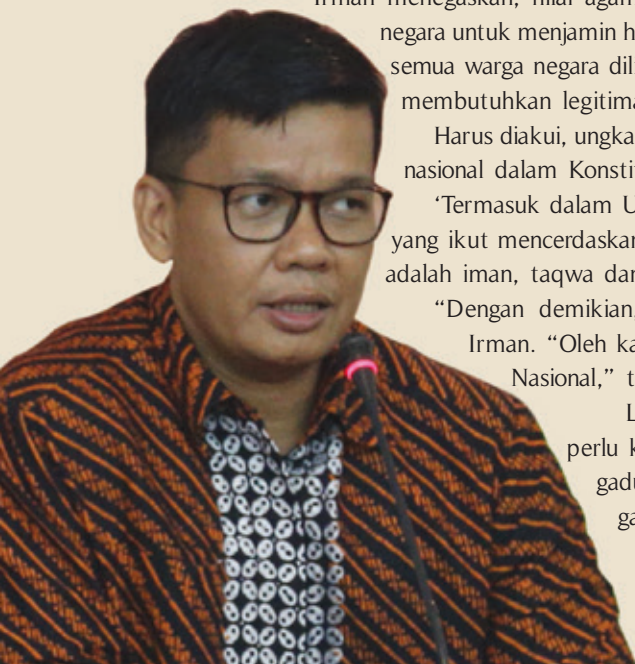 Irman menegaskan, nilai agam
negara untuk menjamin h
semua warga negara dil
membutuhkan legitima
Harus diakui, ungka
nasional dalam Konsti
‘Termasuk dalam U
yang ikut mencerdaskan
adalah iman, taqwa dan
“Dengan demikian,
Irman. “Oleh ka
Nasional,” t
L
perlu k
gadu
ga